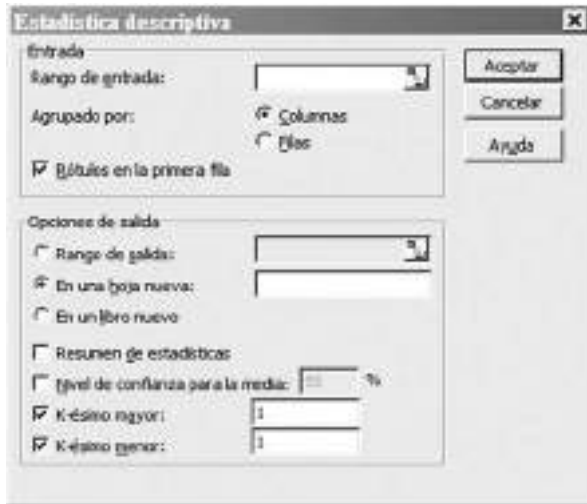 Estadística descriptiva
Entrada
Rango de entrada:
Aceptar
Agrupado por:
Columnas
Cancelar
Filas
Ayuda
Rótulos en la primera fila
Opciones de salida
Rango de salida:
En una hoja nueva:
En un libro nuevo
Resumen de estadísticas
Nivel de confianza para la media: %
K-ésimo mayor: 1
K-ésimo menor: 1